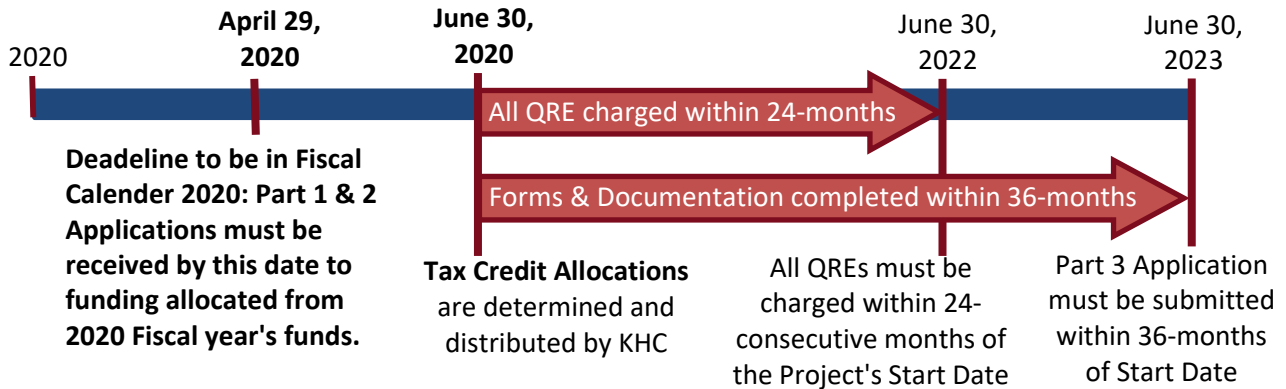 2020
April 29,
2020
June 30,
2020
June 30,
2022
June 30,
2023
All QRE charged within 24-months
Forms & Documentation completed within 36-months
Deadeline to be in Fiscal
Calender 2020: Part 1 & 2
Applications must be
received by this date to
funding allocated from
2020 Fiscal year's funds.
Tax Credit Allocations
are determined and
distributed by KHC
All QREs must be
charged within 24-
consecutive months of
the Project's Start Date
Part 3 Application
must be submitted
within 36-months
of Start Date